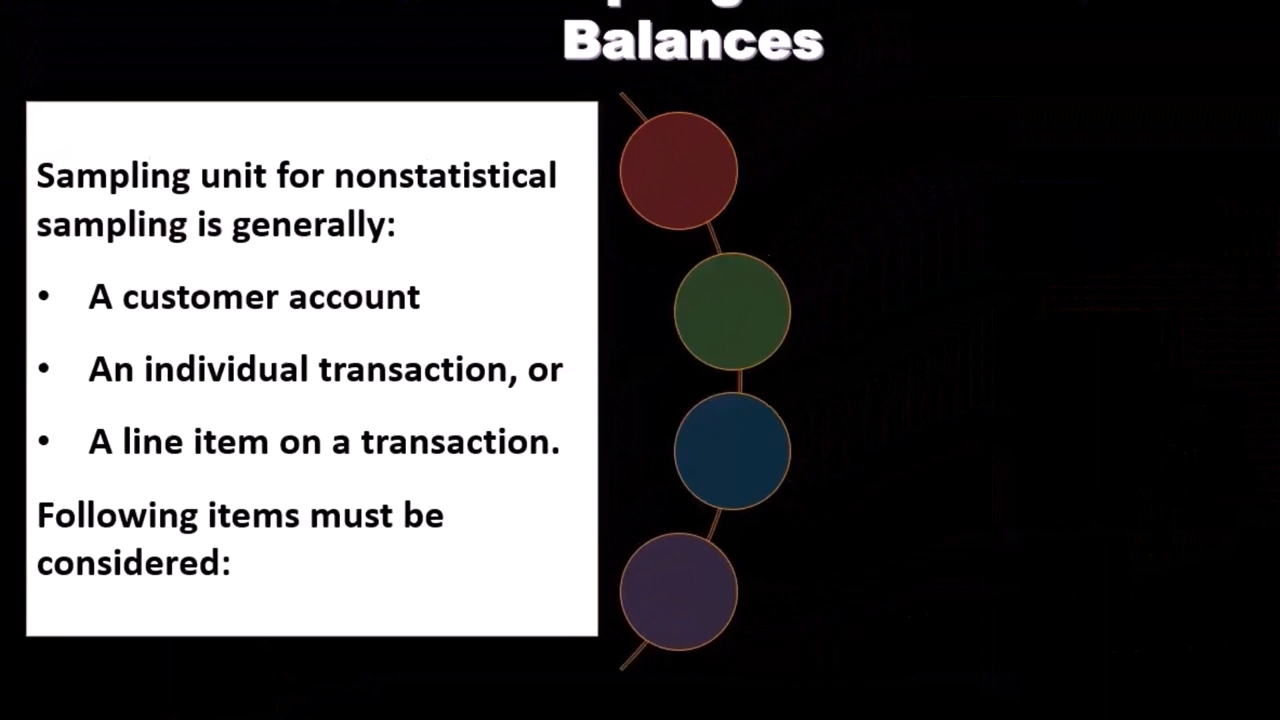 Balances
Sampling unit for nonstatistical
sampling is generally:
• A customer account
• An individual transaction, or
• A line item on a transaction.
Following items must be
considered: